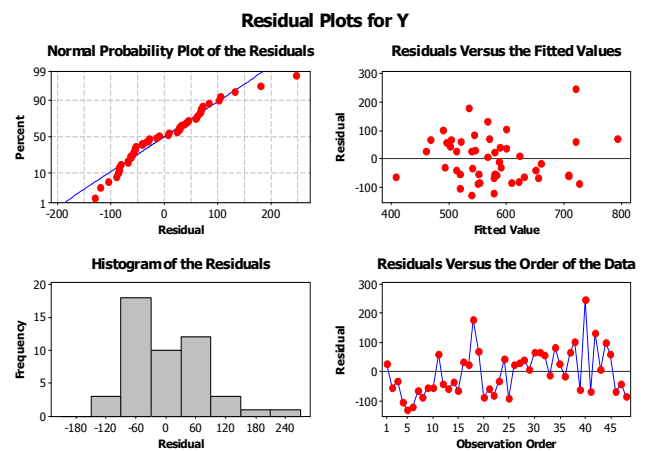 Residual Plots for Y
Normal Probability Plot of the Residuals
Percent
99
90
50
10
1
-200 -100 0 100 200
Residual
Residuals Versus the Fitted Values
Residual
300
200
100
0
-100
400 500 600 700 800
Fitted Value
Histogram of the Residuals
Frequency
20
15
10
5
0
-180 -120 -60 0 60 120 180 240
Residual
Residuals Versus the Order of the Data
Residual
300
200
100
0
-100
1 5 10 15 20 25 30 35 40 45
Observation Order